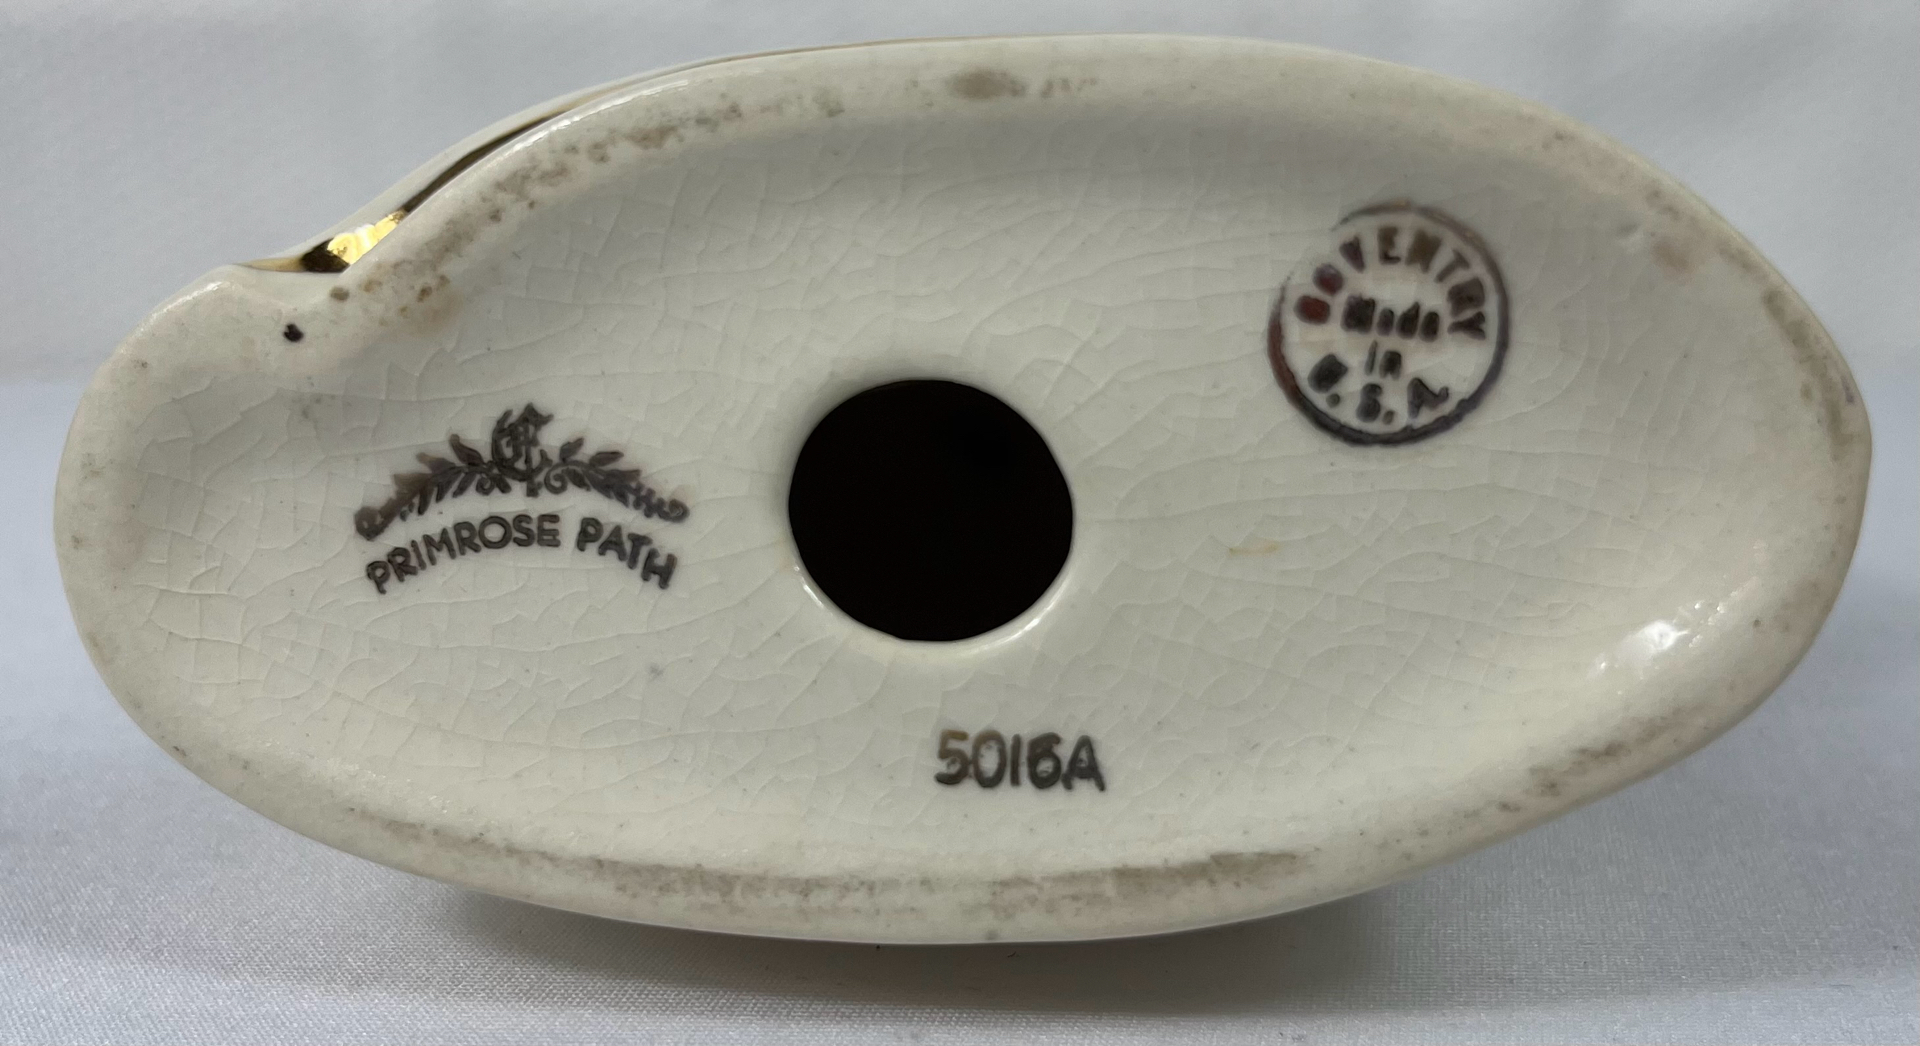 COVENTRY
Made
in
U.S.A.
PRIMROSE PATH
5016A